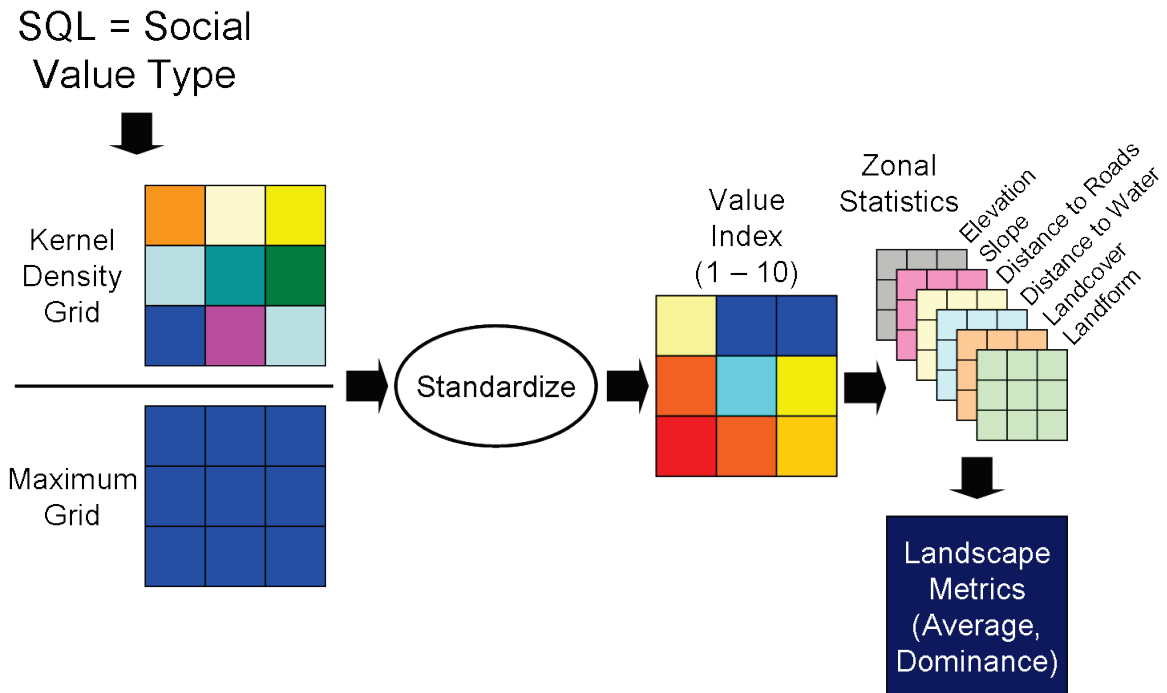 SQL = Social
Value Type
Kernel
Density
Grid
Maximum
Grid
Standardize
Value
Index
(1 – 10)
Zonal
Statistics
Elevation
Slope
Distance to Roads
Distance to Water
Landcover
Landform
Landscape
Metrics
(Average,
Dominance)